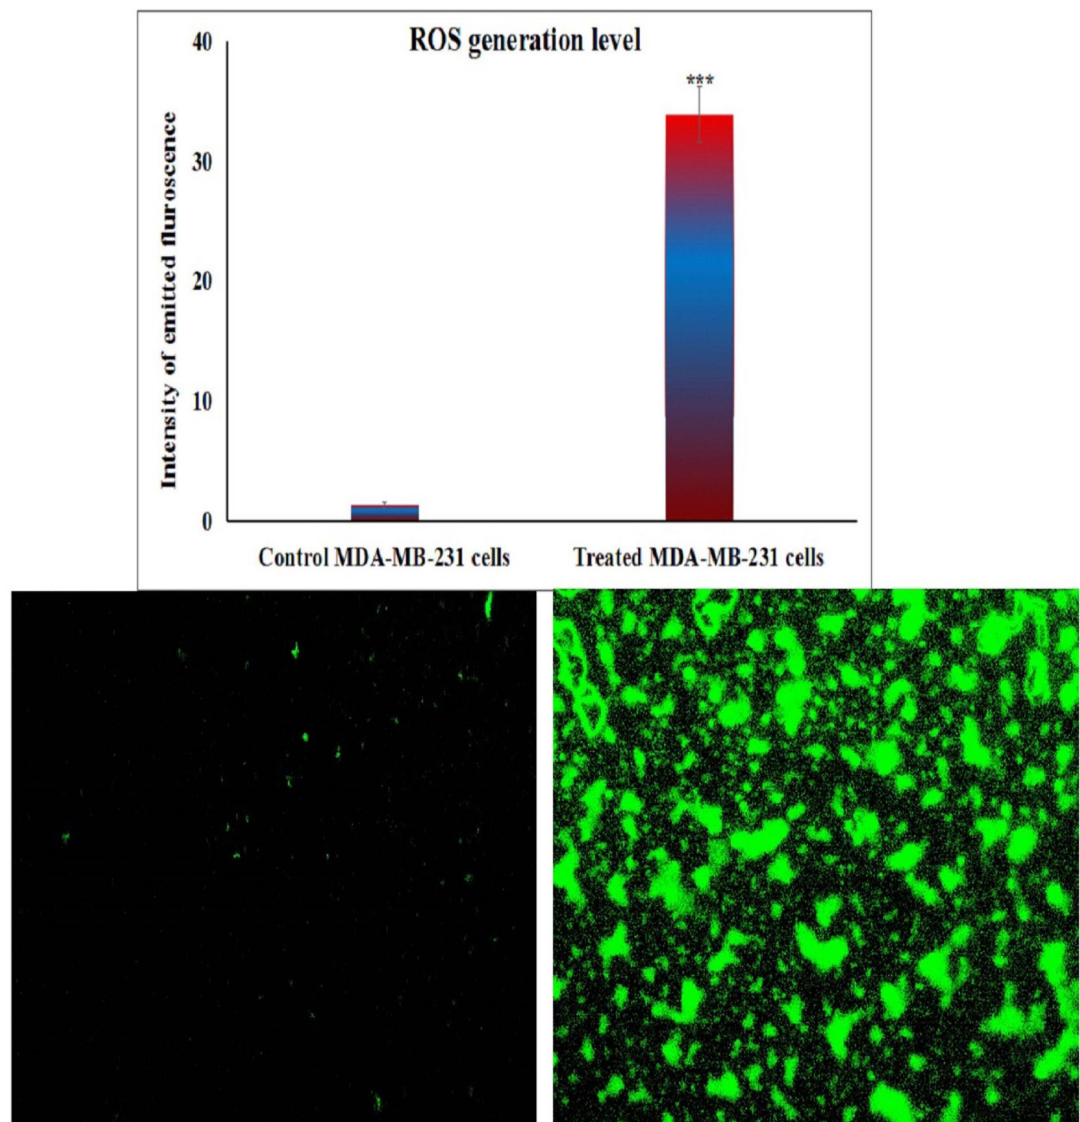 ROS generation level
***
Intensity of emitted fluroscence
40
30
20
10
0
Control MDA-MB-231 cells
Treated MDA-MB-231 cells